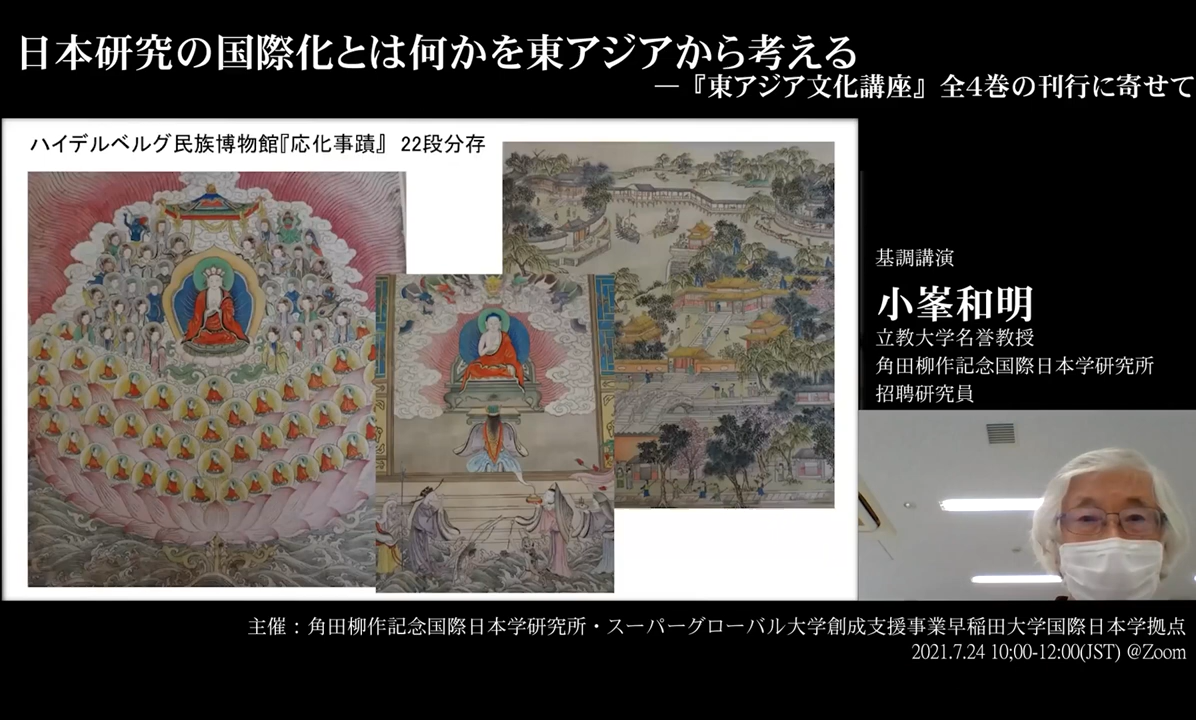 日本研究の国際化とは何かを東アジアから考える
―『東アジア文化講座』全4巻の刊行に寄せて
ハイデルベルグ民族博物館『応化事蹟』 22段分存
基調講演
小峯和明
立教大学名誉教授
角田柳作記念国際日本学研究所
招聘研究員
主催：角田柳作記念国際日本学研究所・スーパーグローバル大学創成支援事業早稲田大学国際日本学拠点
2021.7.24 10;00-12:00(JST) @Zoom